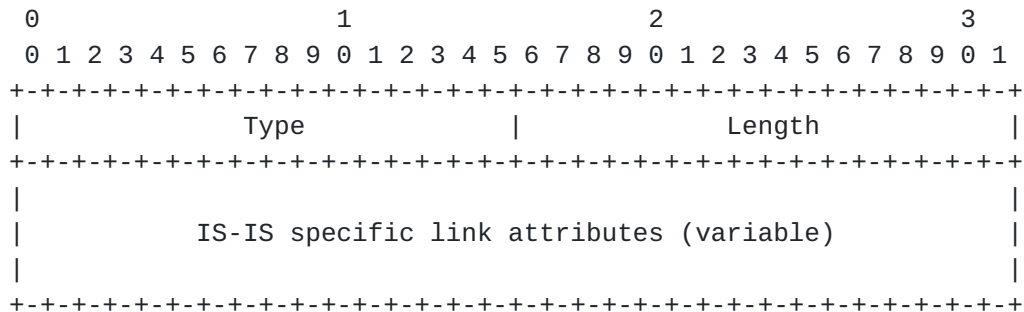 0                   1                   2                   3
 0 1 2 3 4 5 6 7 8 9 0 1 2 3 4 5 6 7 8 9 0 1 2 3 4 5 6 7 8 9 0 1
+-+-+-+-+-+-+-+-+-+-+-+-+-+-+-+-+-+-+-+-+-+-+-+-+-+-+-+-+-+-+-+-+
|              Type             |             Length            |
+-+-+-+-+-+-+-+-+-+-+-+-+-+-+-+-+-+-+-+-+-+-+-+-+-+-+-+-+-+-+-+-+
|                                                               |
|           IS-IS specific link attributes (variable)           |
|                                                               |
+-+-+-+-+-+-+-+-+-+-+-+-+-+-+-+-+-+-+-+-+-+-+-+-+-+-+-+-+-+-+-+-+